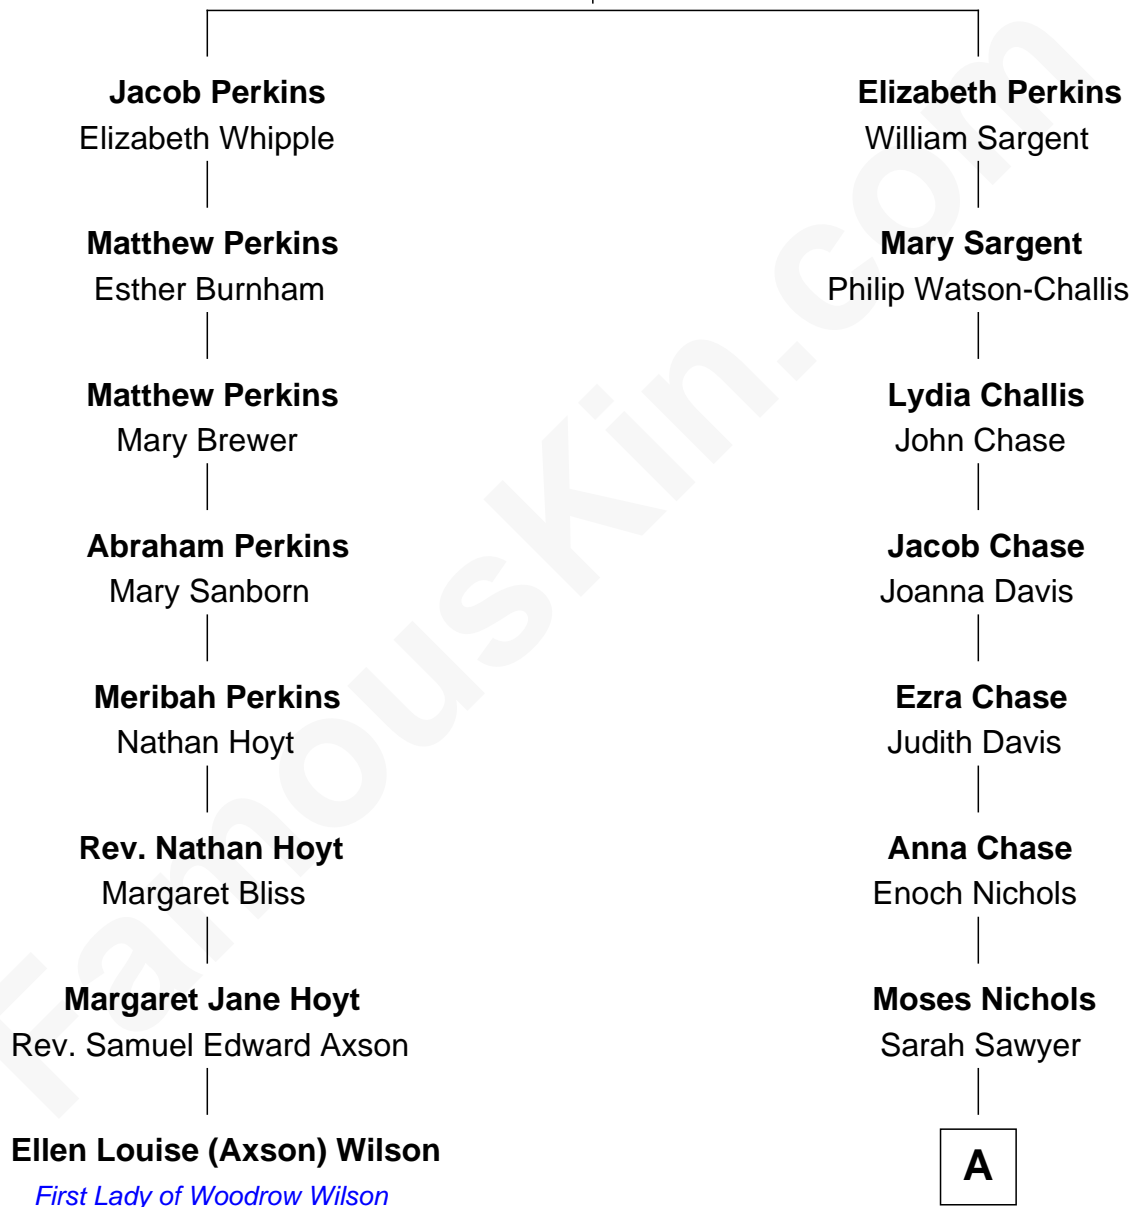 Jacob Perkins
Elizabeth Whipple
Matthew Perkins
Esther Burnham
Matthew Perkins
Mary Brewer
Abraham Perkins
Mary Sanborn
Meribah Perkins
Nathan Hoyt
Rev. Nathan Hoyt
Margaret Bliss
Margaret Jane Hoyt
Rev. Samuel Edward Axson
Ellen Louise (Axson) Wilson
First Lady of Woodrow Wilson
Elizabeth Perkins
William Sargent
Mary Sargent
Philip Watson-Challis
Lydia Challis
John Chase
Jacob Chase
Joanna Davis
Ezra Chase
Judith Davis
Anna Chase
Enoch Nichols
Moses Nichols
Sarah Sawyer
A
FamousKin.com